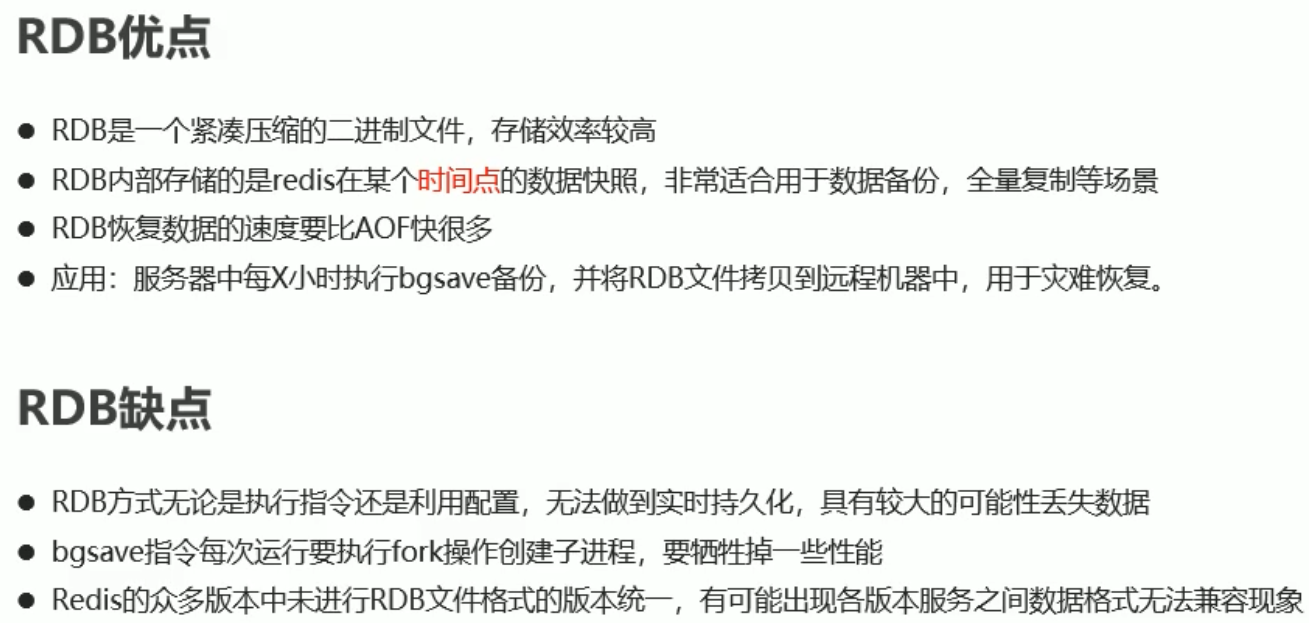 RDB优点
● RDB是一个紧凑压缩的二进制文件，存储效率较高
● RDB内部存储的是redis在某个时间点的数据快照，非常适合用于数据备份，全量复制等场景
● RDB恢复数据的速度要比AOF快很多
● 应用：服务器中每X小时执行bgsave备份，并将RDB文件拷贝到远程机器中，用于灾难恢复。
RDB缺点
● RDB方式无论是执行指令还是利用配置，无法做到实时持久化，具有较大的可能性丢失数据
● bgsave指令每次运行要执行fork操作创建子进程，要牺牲掉一些性能
● Redis的众多版本中未进行RDB文件格式的版本统一，有可能出现各版本服务之间数据格式无法兼容现象